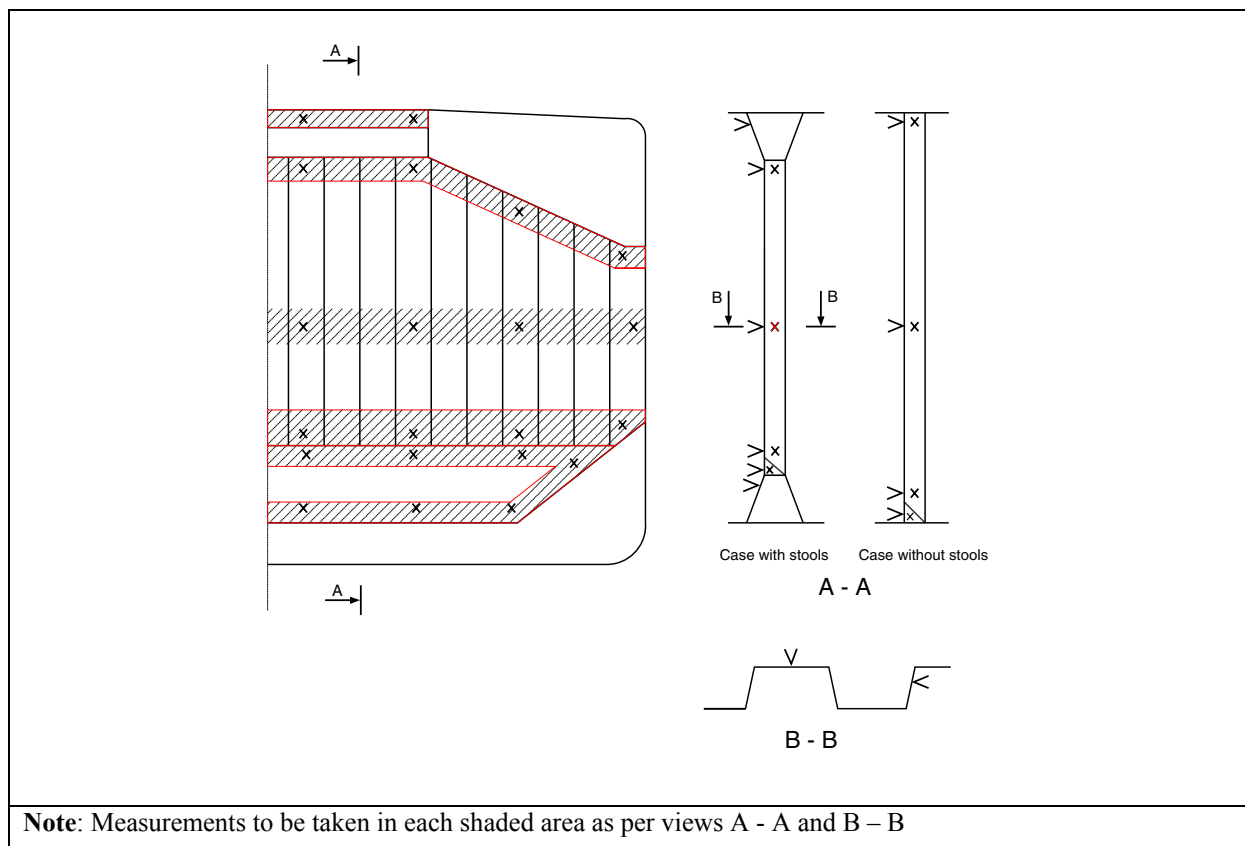 A
B
B
Case with stools
Case without stools
A - A
A
B - B
Note: Measurements to be taken in each shaded area as per views A - A and B – B